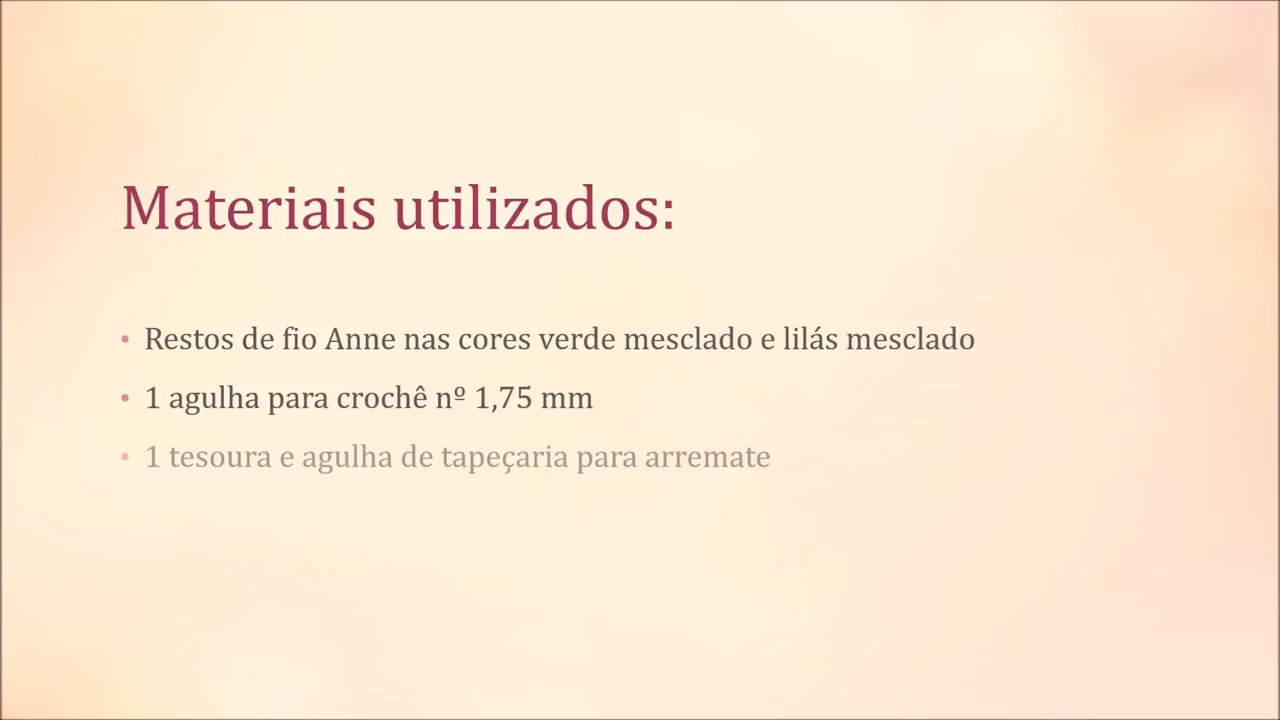 Materiais utilizados:
• Restos de fio Anne nas cores verde mesclado e lilás mesclado
• 1 agulha para crochê nº 1,75 mm
• 1 tesoura e agulha de tapeçaria para arremate